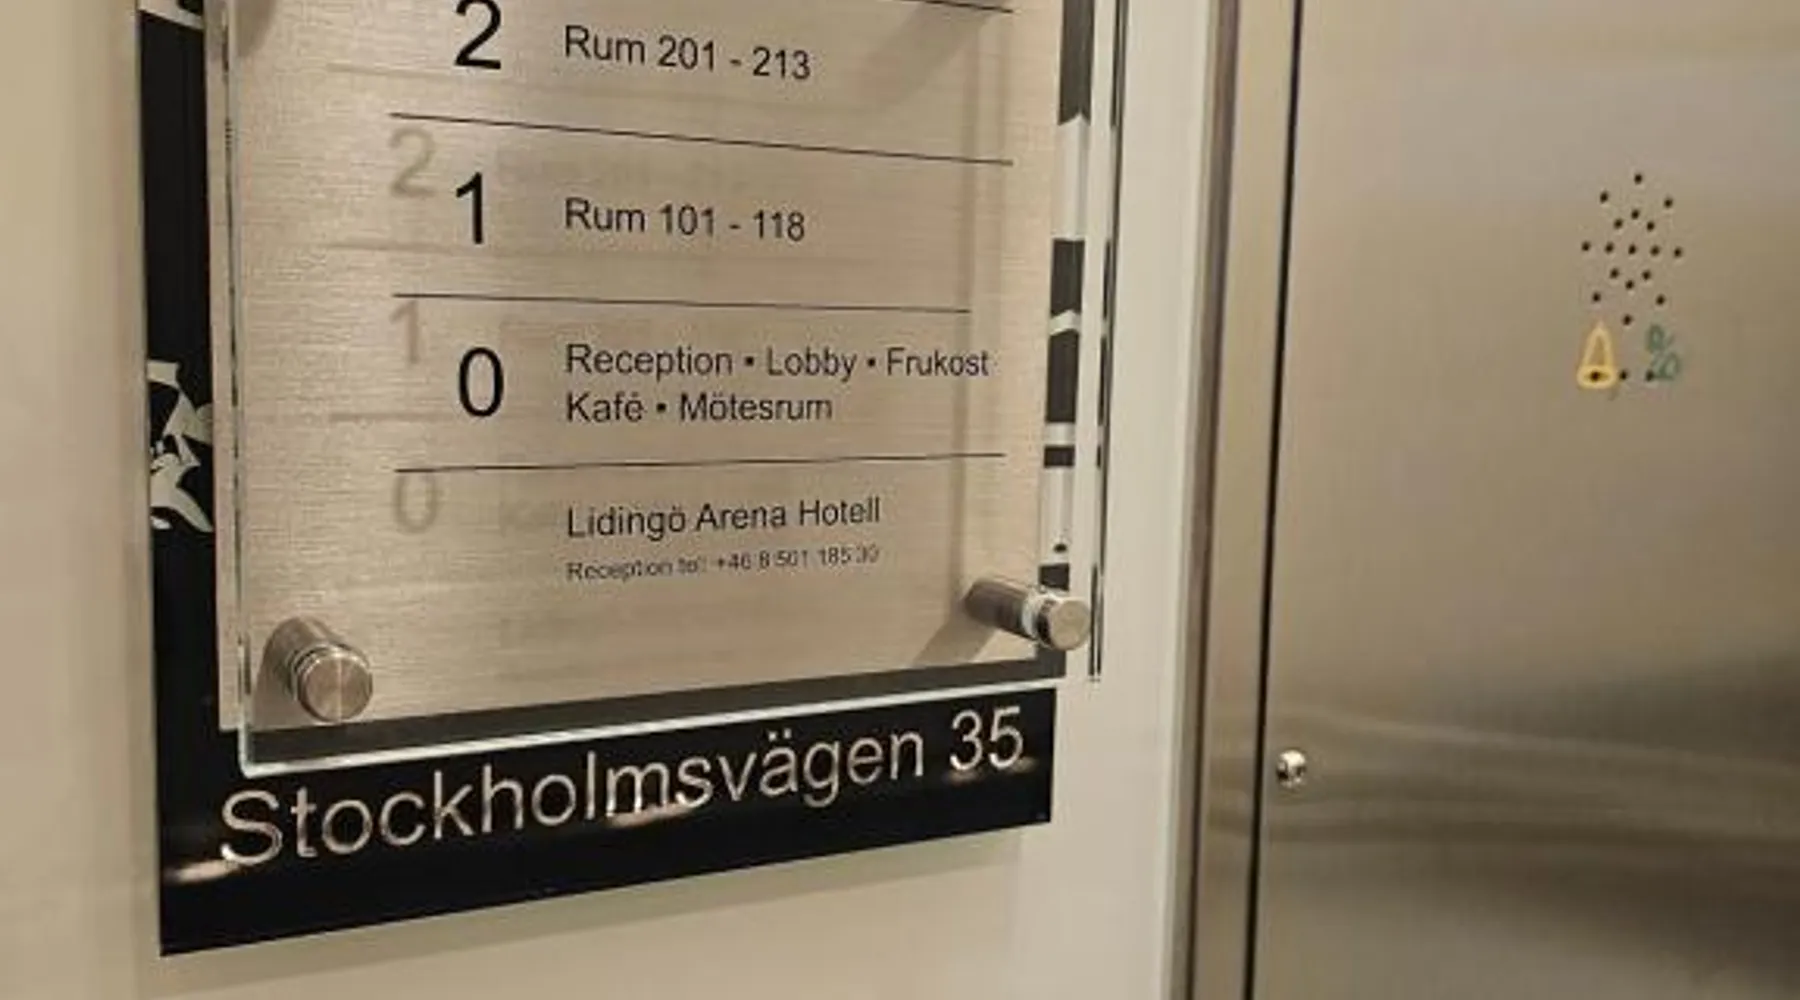 2 Rum 201 - 213
1 Rum 101 - 118
0 Reception ▪ Lobby ▪ Frukost
Kafé ▪ Mötesrum
Lidingö Arena Hotell
Reception tel: +46 8 501 185 30
Stockholmsvägen 35